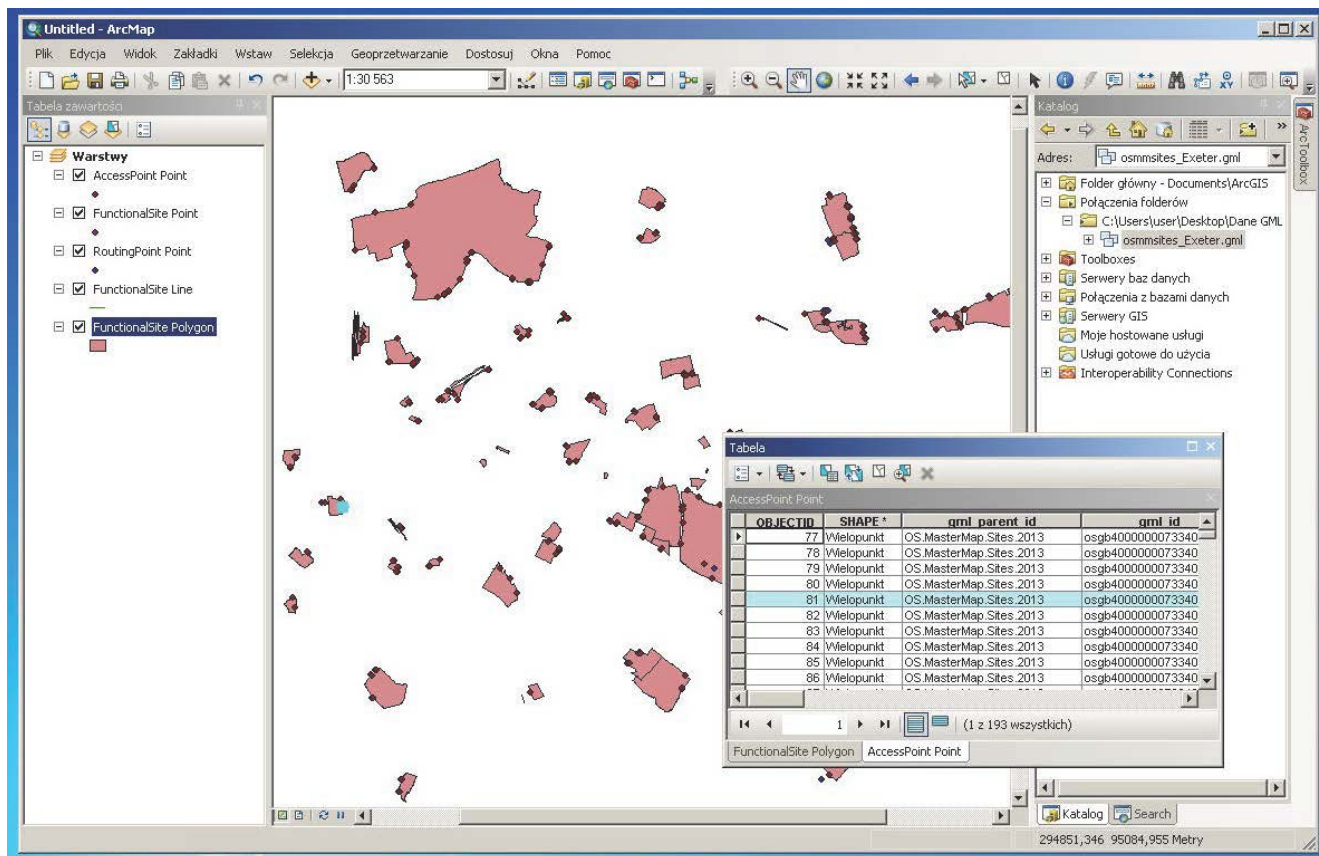 Untitled - ArcMap
Plik Edycja Widok Zakładki Wstaw Selekcja Geoprzetwarzanie Dostosuj Okna Pomoc
1:30 563
Tabela zawartości
Warstwy
AccessPoint Point
FunctionalSite Point
RoutingPoint Point
FunctionalSite Line
FunctionalSite Polygon
Katalog
Adres: osmmsites_Exeter.gml
Folder główny - Documents\ArcGIS
Połączenia folderów
C:\Users\user\Desktop\Dane GML
osmmsites_Exeter.gml
Toolboxes
Serwery baz danych
Połączenia z bazami danych
Serwery GIS
Moje hostowane usługi
Usługi gotowe do użycia
Interoperability Connections
ArcToolbox
Tabela
AccessPoint Point
OBJECTID SHAPE * gml_parent_id gml_id
77 Wielopunkt OS.MasterMap.Sites.2013 osgb4000000073340
78 Wielopunkt OS.MasterMap.Sites.2013 osgb4000000073340
79 Wielopunkt OS.MasterMap.Sites.2013 osgb4000000073340
80 Wielopunkt OS.MasterMap.Sites.2013 osgb4000000073340
81 Wielopunkt OS.MasterMap.Sites.2013 osgb4000000073340
82 Wielopunkt OS.MasterMap.Sites.2013 osgb4000000073340
83 Wielopunkt OS.MasterMap.Sites.2013 osgb4000000073340
84 Wielopunkt OS.MasterMap.Sites.2013 osgb4000000073340
85 Wielopunkt OS.MasterMap.Sites.2013 osgb4000000073340
86 Wielopunkt OS.MasterMap.Sites.2013 osgb4000000073340
1 (1 z 193 wszystkich)
FunctionalSite Polygon AccessPoint Point
Katalog Search
294851,346 95084,955 Metry